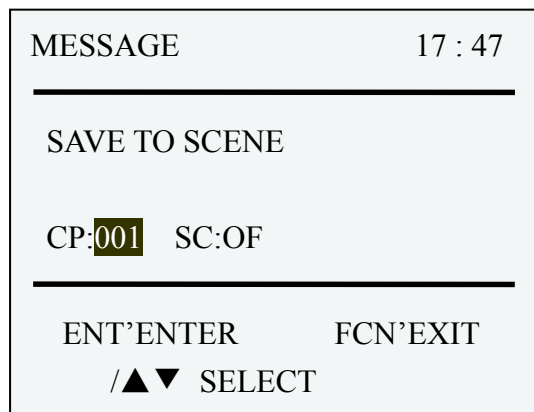 MESSAGE 17 : 47
SAVE TO SCENE
CP:001 SC:OF
ENT’ENTER FCN’EXIT
/▲▼ SELECT